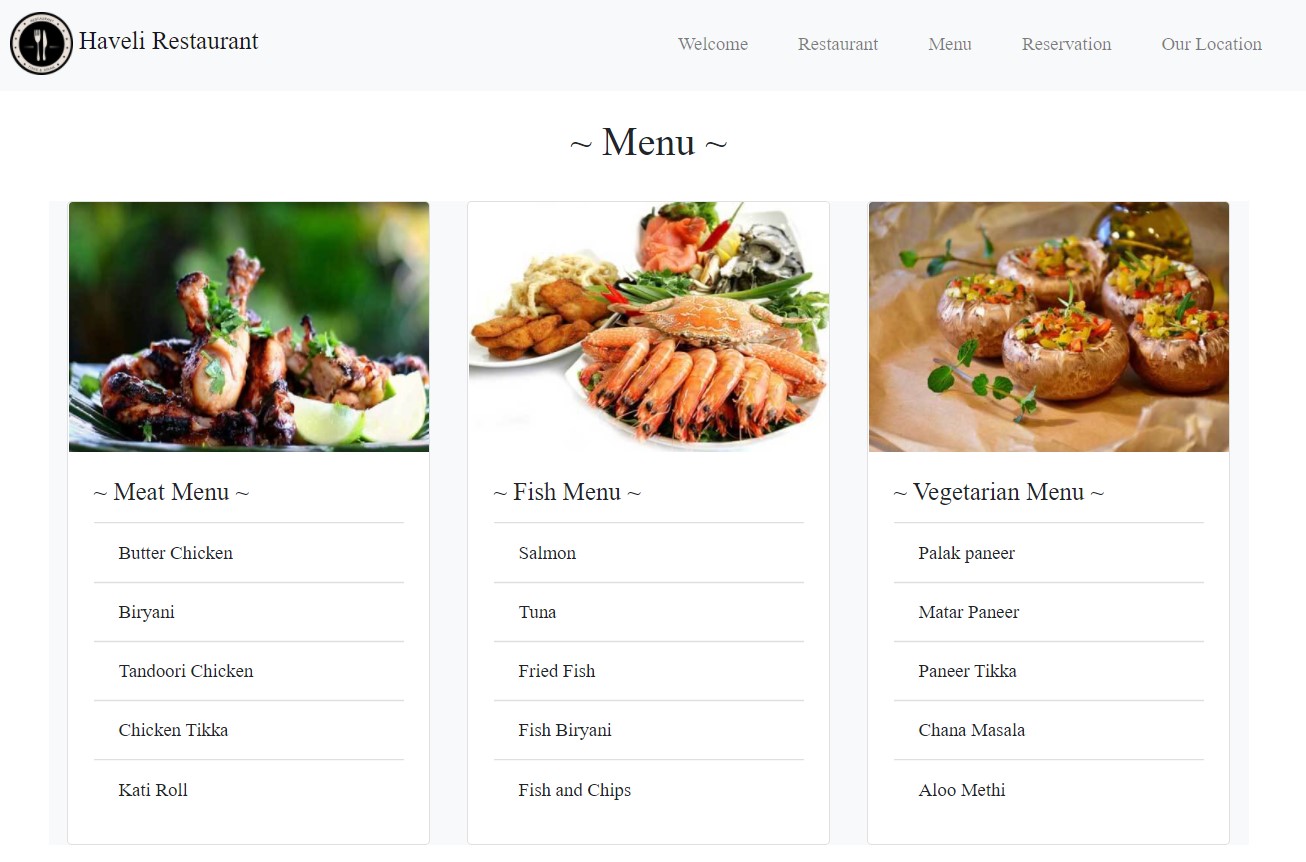 Haveli Restaurant
Welcome Restaurant Menu Reservation Our Location
~ Menu ~
~ Meat Menu ~
Butter Chicken
Biryani
Tandoori Chicken
Chicken Tikka
Kati Roll
~ Fish Menu ~
Salmon
Tuna
Fried Fish
Fish Biryani
Fish and Chips
~ Vegetarian Menu ~
Palak paneer
Matar Paneer
Paneer Tikka
Chana Masala
Aloo Methi